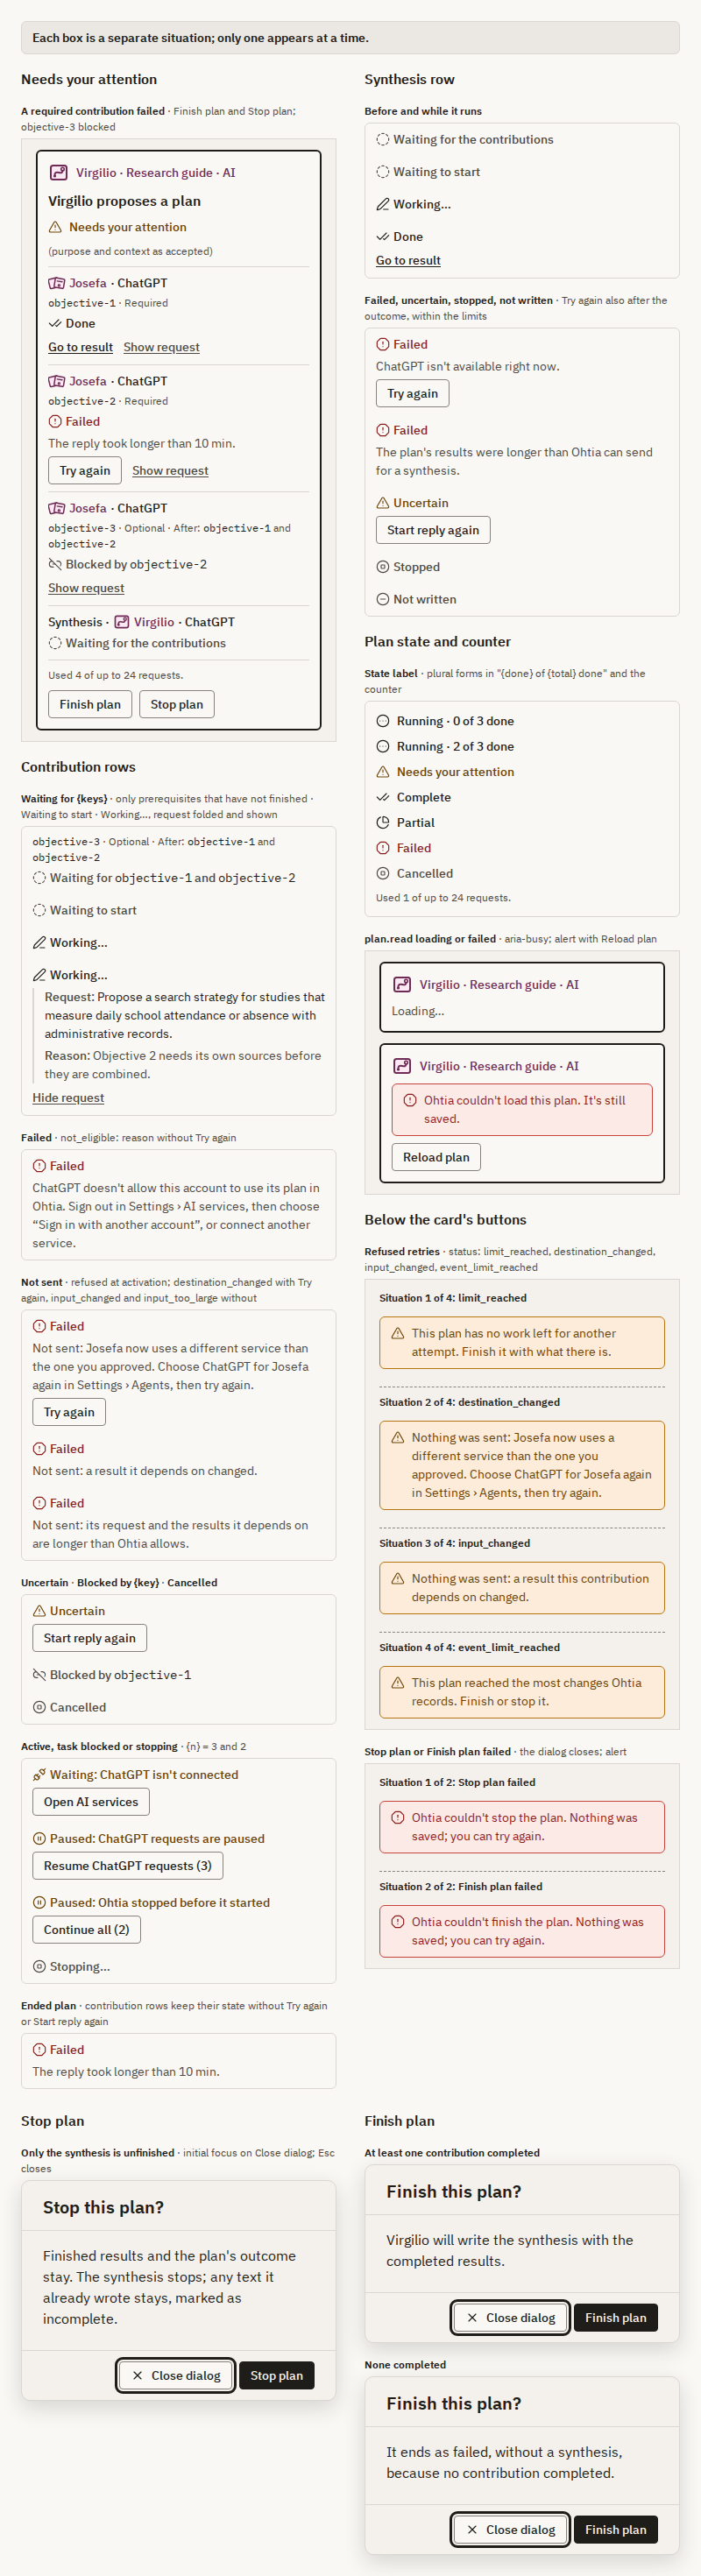 Each box is a separate situation; only one appears at a time.
Needs your attention
A required contribution failed · Finish plan and Stop plan;
objective-3 blocked
Virgilio · Research guide · AI
Virgilio proposes a plan
Needs your attention
(purpose and context as accepted)
Josefa · ChatGPT
objective-1 · Required
Done
Go to result Show request
Josefa · ChatGPT
objective-2 · Required
Failed
The reply took longer than 10 min.
Try again Show request
Josefa · ChatGPT
objective-3 · Optional · After: objective-1 and
objective-2
Blocked by objective-2
Show request
Synthesis · Virgilio · ChatGPT
Waiting for the contributions
Used 4 of up to 24 requests.
Finish plan Stop plan
Contribution rows
Waiting for {keys} · only prerequisites that have not finished ·
Waiting to start · Working…, request folded and shown
objective-3 · Optional · After: objective-1 and
objective-2
Waiting for objective-1 and objective-2
Waiting to start
Working…
Working…
Request: Propose a search strategy for studies that
measure daily school attendance or absence with
administrative records.
Reason: Objective 2 needs its own sources before
they are combined.
Hide request
Failed · not_eligible: reason without Try again
Failed
ChatGPT doesn't allow this account to use its plan in
Ohtia. Sign out in Settings › AI services, then choose
“Sign in with another account”, or connect another
service.
Not sent · refused at activation; destination_changed with Try
again, input_changed and input_too_large without
Failed
Not sent: Josefa now uses a different service than
the one you approved. Choose ChatGPT for Josefa
again in Settings › Agents, then try again.
Try again
Failed
Not sent: a result it depends on changed.
Failed
Not sent: its request and the results it depends on
are longer than Ohtia allows.
Uncertain · Blocked by {key} · Cancelled
Uncertain
Start reply again
Blocked by objective-1
Cancelled
Active, task blocked or stopping · {n} = 3 and 2
Waiting: ChatGPT isn't connected
Open AI services
Paused: ChatGPT requests are paused
Resume ChatGPT requests (3)
Paused: Ohtia stopped before it started
Continue all (2)
Stopping…
Ended plan · contribution rows keep their state without Try again
or Start reply again
Failed
The reply took longer than 10 min.
Synthesis row
Before and while it runs
Waiting for the contributions
Waiting to start
Working…
Done
Go to result
Failed, uncertain, stopped, not written · Try again also after the
outcome, within the limits
Failed
ChatGPT isn't available right now.
Try again
Failed
The plan's results were longer than Ohtia can send
for a synthesis.
Uncertain
Start reply again
Stopped
Not written
Plan state and counter
State label · plural forms in "{done} of {total} done" and the
counter
Running · 0 of 3 done
Running · 2 of 3 done
Needs your attention
Complete
Partial
Failed
Cancelled
Used 1 of up to 24 requests.
plan.read loading or failed · aria-busy; alert with Reload plan
Virgilio · Research guide · AI
Loading…
Virgilio · Research guide · AI
Ohtia couldn't load this plan. It's still
saved.
Reload plan
Below the card's buttons
Refused retries · status: limit_reached, destination_changed,
input_changed, event_limit_reached
Situation 1 of 4: limit_reached
This plan has no work left for another
attempt. Finish it with what there is.
Situation 2 of 4: destination_changed
Nothing was sent: Josefa now uses a
different service than the one you
approved. Choose ChatGPT for Josefa again
in Settings › Agents, then try again.
Situation 3 of 4: input_changed
Nothing was sent: a result this contribution
depends on changed.
Situation 4 of 4: event_limit_reached
This plan reached the most changes Ohtia
records. Finish or stop it.
Stop plan or Finish plan failed · the dialog closes; alert
Situation 1 of 2: Stop plan failed
Ohtia couldn't stop the plan. Nothing was
saved; you can try again.
Situation 2 of 2: Finish plan failed
Ohtia couldn't finish the plan. Nothing was
saved; you can try again.
Stop plan
Only the synthesis is unfinished · initial focus on Close dialog; Esc
closes
Stop this plan?
Finished results and the plan's outcome
stay. The synthesis stops; any text it
already wrote stays, marked as
incomplete.
Close dialog Stop plan
Finish plan
At least one contribution completed
Finish this plan?
Virgilio will write the synthesis with the
completed results.
Close dialog Finish plan
None completed
Finish this plan?
It ends as failed, without a synthesis,
because no contribution completed.
Close dialog Finish plan